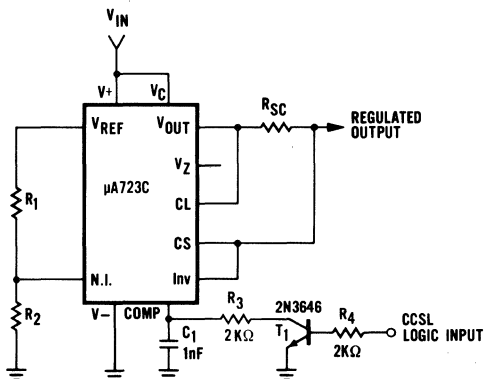 V_IN
V+ V_C
V_REF V_OUT R_SC REGULATED
OUTPUT
V_Z
R_1 μA723C
CL
CS
N.I. Inv
R_2 V− COMP R_3 2N3646 R_4 CCSL
LOGIC INPUT
C_1
1nF 2KΩ T_1 2KΩ